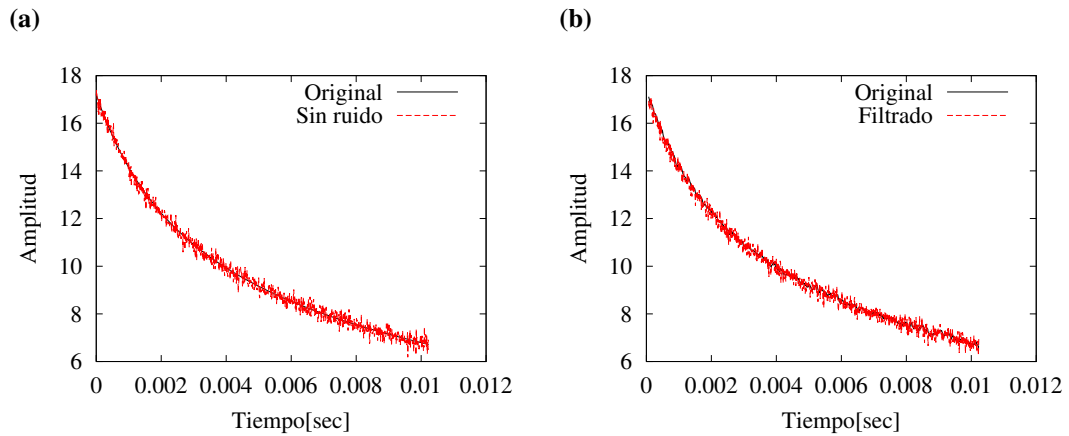 (a)
Original
Sin ruido
18
16
14
12
10
8
6
Amplitud
0 0.002 0.004 0.006 0.008 0.01 0.012
Tiempo[sec]
(b)
Original
Filtrado
18
16
14
12
10
8
6
Amplitud
0 0.002 0.004 0.006 0.008 0.01 0.012
Tiempo[sec]